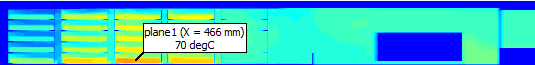 plane1 (X = 466 mm)
70 degC